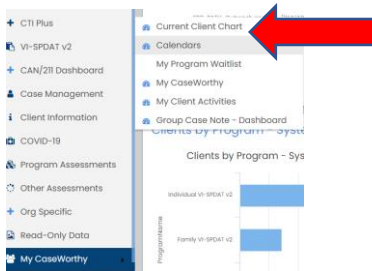 CTI Plus
VI-SPDAT v2
CAN/211 Dashboard
Case Management
Client Information
COVID-19
Program Assessments
Other Assessments
Org Specific
Read-Only Data
My CaseWorthy
Current Client Chart
Calendars
My Program Waitlist
My CaseWorthy
My Client Activities
Group Case Note - Dashboard
Clients by Program - Syste
Clients by Program - Sys
Individual VI-SPDAT v2
Family VI-SPDAT v2
ProgramName